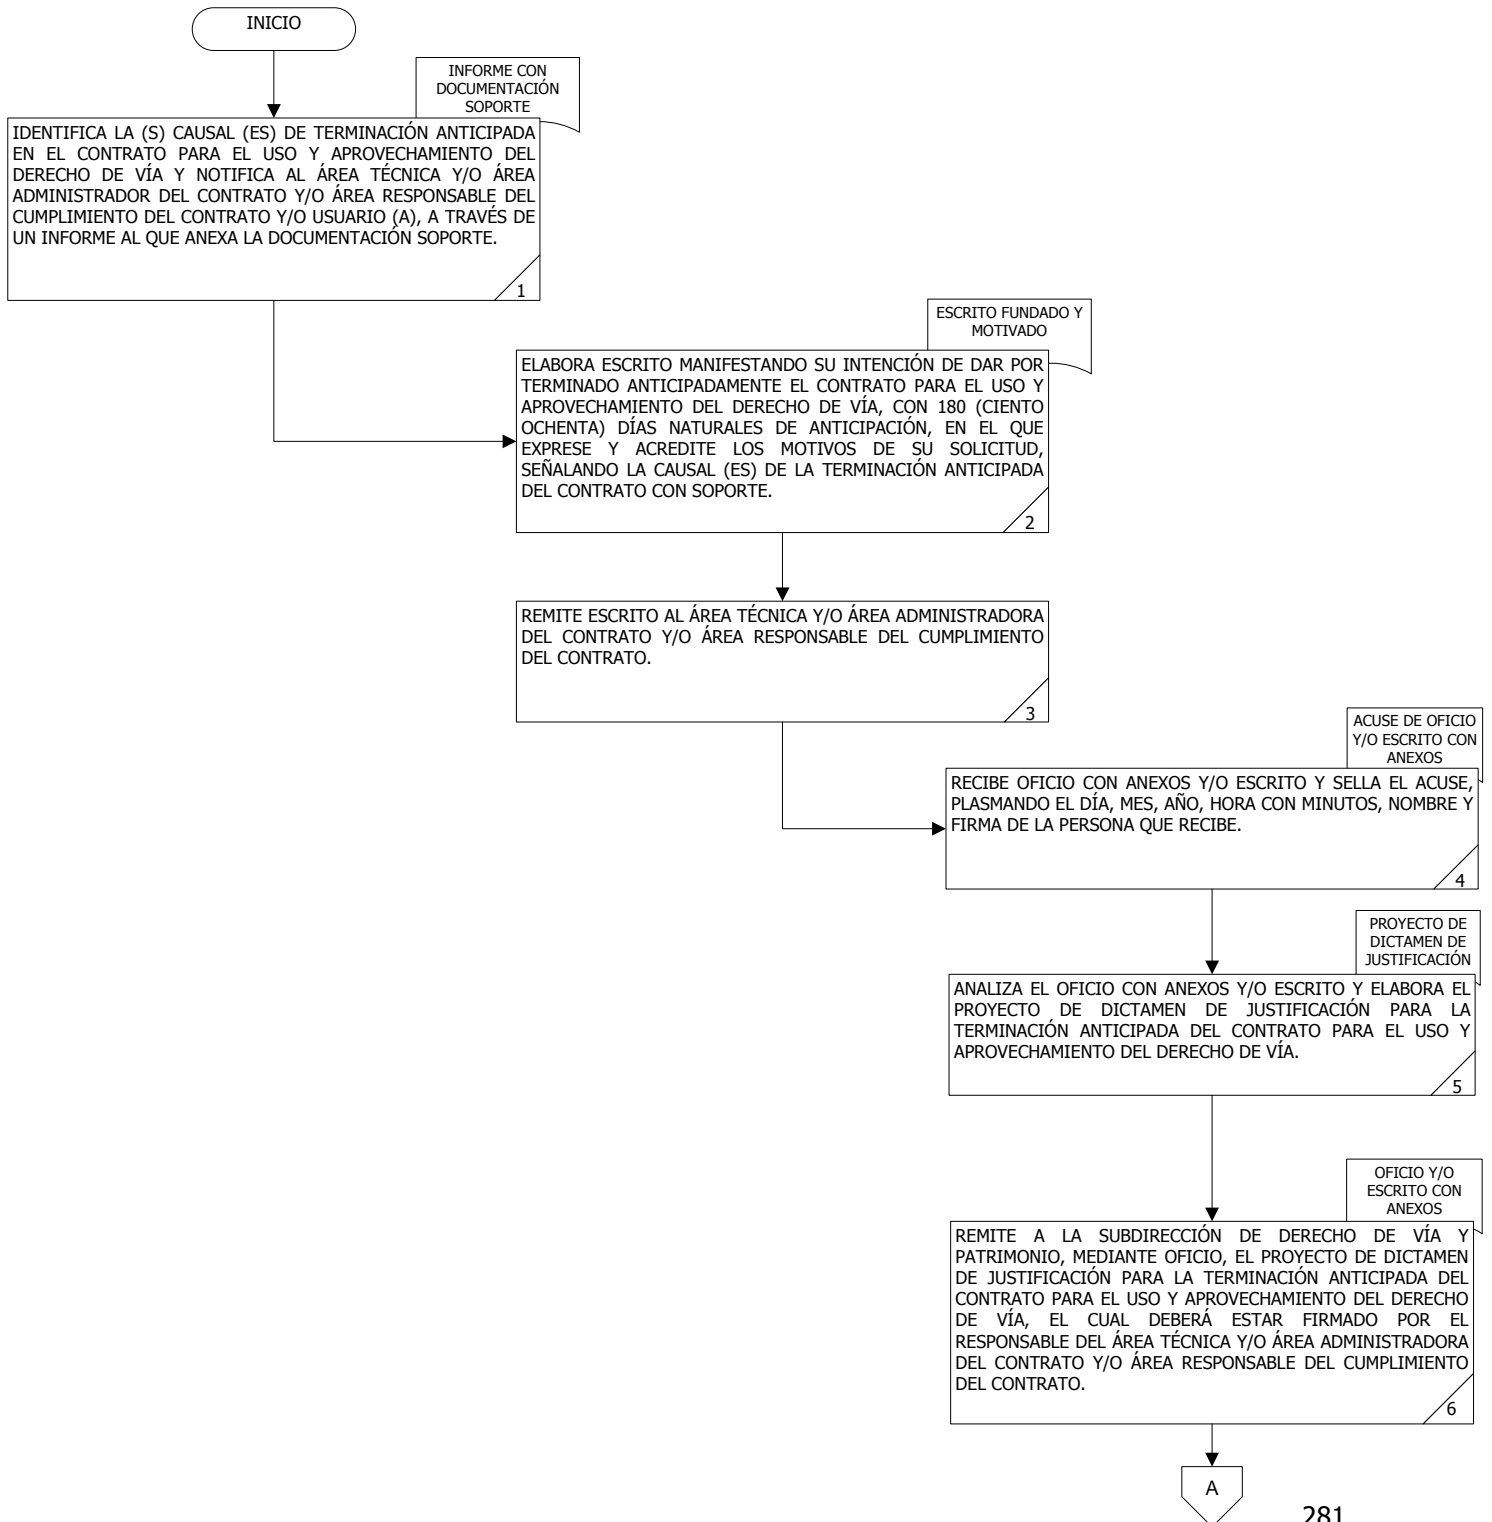 INICIO
INFORME CON
DOCUMENTACIÓN
SOPORTE
IDENTIFICA LA (S) CAUSAL (ES) DE TERMINACIÓN ANTICIPADA
EN EL CONTRATO PARA EL USO Y APROVECHAMIENTO DEL
DERECHO DE VÍA Y NOTIFICA AL ÁREA TÉCNICA Y/O ÁREA
ADMINISTRADOR DEL CONTRATO Y/O ÁREA RESPONSABLE DEL
CUMPLIMIENTO DEL CONTRATO Y/O USUARIO (A), A TRAVÉS DE
UN INFORME AL QUE ANEXA LA DOCUMENTACIÓN SOPORTE.
1
ESCRITO FUNDADO Y
MOTIVADO
ELABORA ESCRITO MANIFESTANDO SU INTENCIÓN DE DAR POR
TERMINADO ANTICIPADAMENTE EL CONTRATO PARA EL USO Y
APROVECHAMIENTO DEL DERECHO DE VÍA, CON 180 (CIENTO
OCHENTA) DÍAS NATURALES DE ANTICIPACIÓN, EN EL QUE
EXPRESE Y ACREDITE LOS MOTIVOS DE SU SOLICITUD,
SEÑALANDO LA CAUSAL (ES) DE LA TERMINACIÓN ANTICIPADA
DEL CONTRATO CON SOPORTE.
2
REMITE ESCRITO AL ÁREA TÉCNICA Y/O ÁREA ADMINISTRADORA
DEL CONTRATO Y/O ÁREA RESPONSABLE DEL CUMPLIMIENTO
DEL CONTRATO.
3
ACUSE DE OFICIO
Y/O ESCRITO CON
ANEXOS
RECIBE OFICIO CON ANEXOS Y/O ESCRITO Y SELLA EL ACUSE,
PLASMANDO EL DÍA, MES, AÑO, HORA CON MINUTOS, NOMBRE Y
FIRMA DE LA PERSONA QUE RECIBE.
4
PROYECTO DE
DICTAMEN DE
JUSTIFICACIÓN
ANALIZA EL OFICIO CON ANEXOS Y/O ESCRITO Y ELABORA EL
PROYECTO DE DICTAMEN DE JUSTIFICACIÓN PARA LA
TERMINACIÓN ANTICIPADA DEL CONTRATO PARA EL USO Y
APROVECHAMIENTO DEL DERECHO DE VÍA.
5
OFICIO Y/O
ESCRITO CON
ANEXOS
REMITE A LA SUBDIRECCIÓN DE DERECHO DE VÍA Y
PATRIMONIO, MEDIANTE OFICIO, EL PROYECTO DE DICTAMEN
DE JUSTIFICACIÓN PARA LA TERMINACIÓN ANTICIPADA DEL
CONTRATO PARA EL USO Y APROVECHAMIENTO DEL DERECHO
DE VÍA, EL CUAL DEBERÁ ESTAR FIRMADO POR EL
RESPONSABLE DEL ÁREA TÉCNICA Y/O ÁREA ADMINISTRADORA
DEL CONTRATO Y/O ÁREA RESPONSABLE DEL CUMPLIMIENTO
DEL CONTRATO.
6
A
281